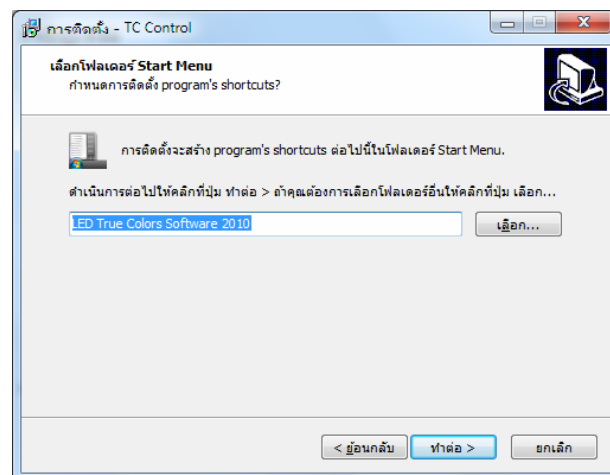 การติดตั้ง - TC Control
เลือกโฟลเดอร์ Start Menu
กำหนดการติดตั้ง program's shortcuts?
การติดตั้งจะสร้าง program's shortcuts ต่อไปนี้ในโฟลเดอร์ Start Menu.
ดำเนินการต่อไปให้คลิกที่ปุ่ม ทำต่อ > ถ้าคุณต้องการเลือกโฟลเดอร์อื่นให้คลิกที่ปุ่ม เลือก...
LED True Colors Software 2010
เลือก...
< ย้อนกลับ
ทำต่อ >
ยกเลิก